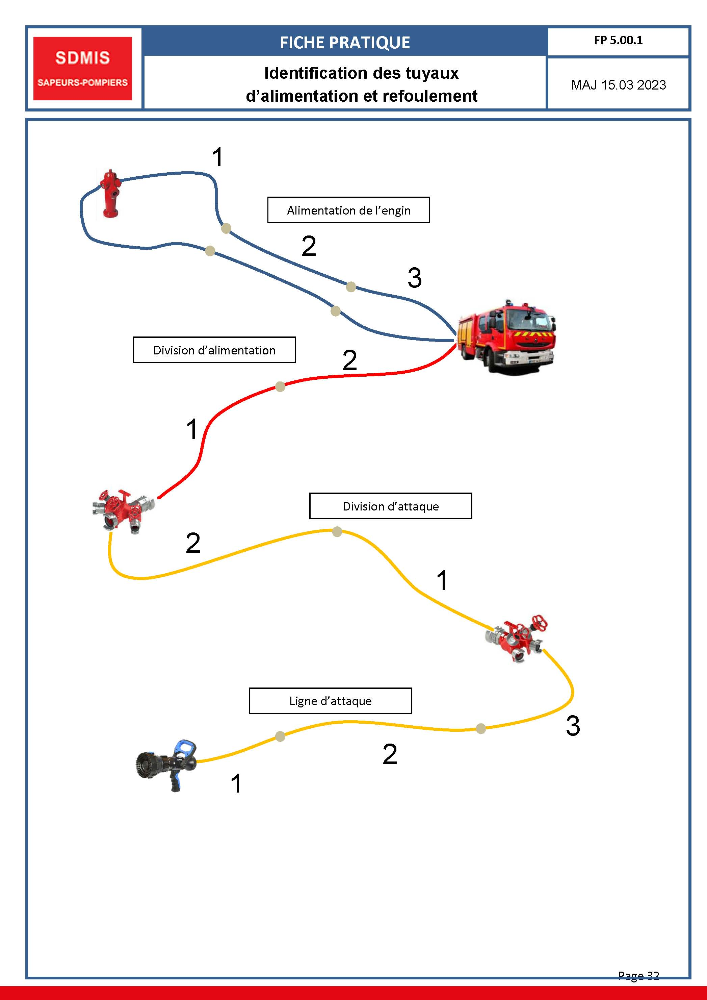 SDMIS
SAPEURS-POMPIERS
FICHE PRATIQUE
Identification des tuyaux
d’alimentation et refoulement
FP 5.00.1
MAJ 15.03 2023
1
Alimentation de l’engin
2
3
Division d’alimentation
2
1
Division d’attaque
2
1
Ligne d’attaque
3
2
1
Page 32